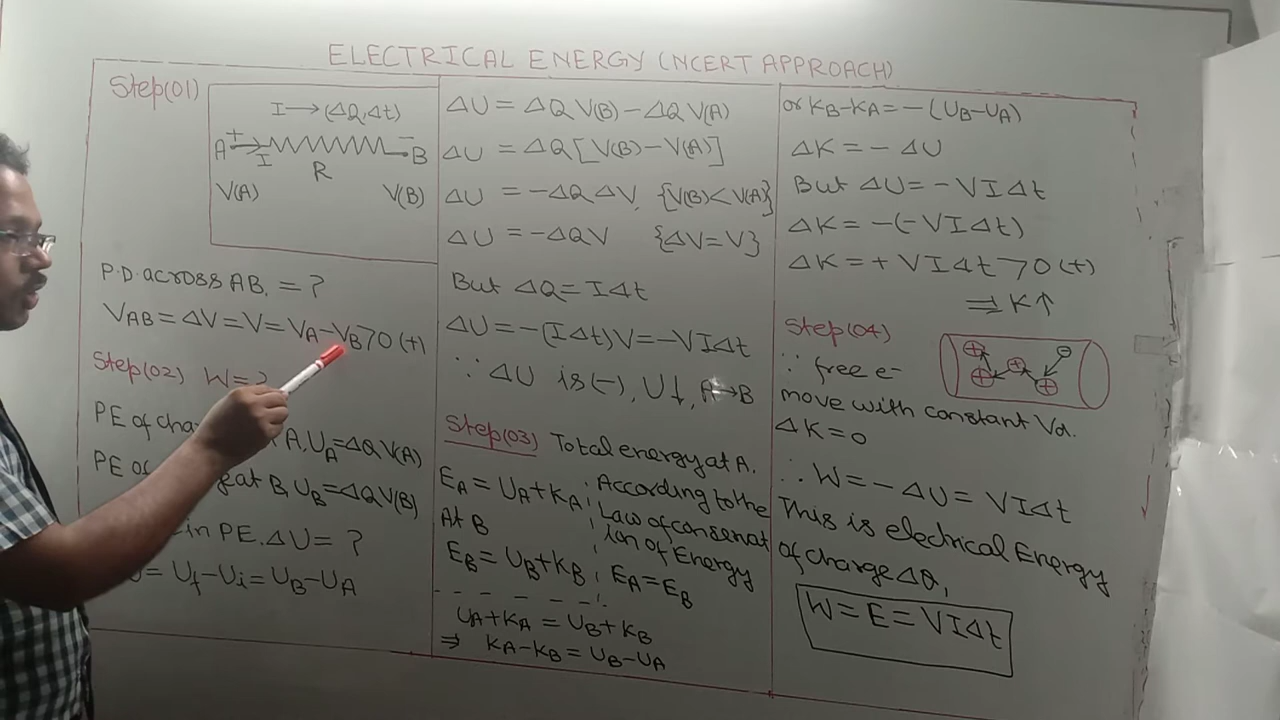 ELECTRICAL ENERGY (NCERT APPROACH)
Step(01)
I → (ΔQ, Δt)
A + I R - B
V(A) V(B)
P.D. across AB. = ?
VAB = ΔV = V = VA - VB > 0 (+)
Step(02) W = ?
PE of A, UA = ΔQ V(A)
PE of at B, UB = ΔQ V(B)
in PE. ΔU = ?
= Uf - Ui = UB - UA
ΔU = ΔQ V(B) - ΔQ V(A)
ΔU = ΔQ [V(B) - V(A)]
ΔU = -ΔQ ΔV, {V(B) < V(A)}
ΔU = -ΔQV {ΔV = V}
But ΔQ = IΔt
ΔU = -(IΔt)V = -VIΔt
∵ ΔU is (-), U↓, A→B
Step(03) Total energy at A.
EA = UA + KA
At B
EB = UB + KB
According to the
Law of conservat
ion of Energy
EA = EB
UA + KA = UB + KB
⇒ KA - KB = UB - UA
or KB - KA = -(UB - UA)
ΔK = -ΔU
But ΔU = -VIΔt
ΔK = -(-VIΔt)
ΔK = + VIΔt > 0 (+)
⇒ K↑
Step(04)
∵ free e-
move with constant Vd.
ΔK = 0
∴ W = -ΔU = VIΔt
This is electrical Energy
of charge ΔQ,
W = E = VIΔt